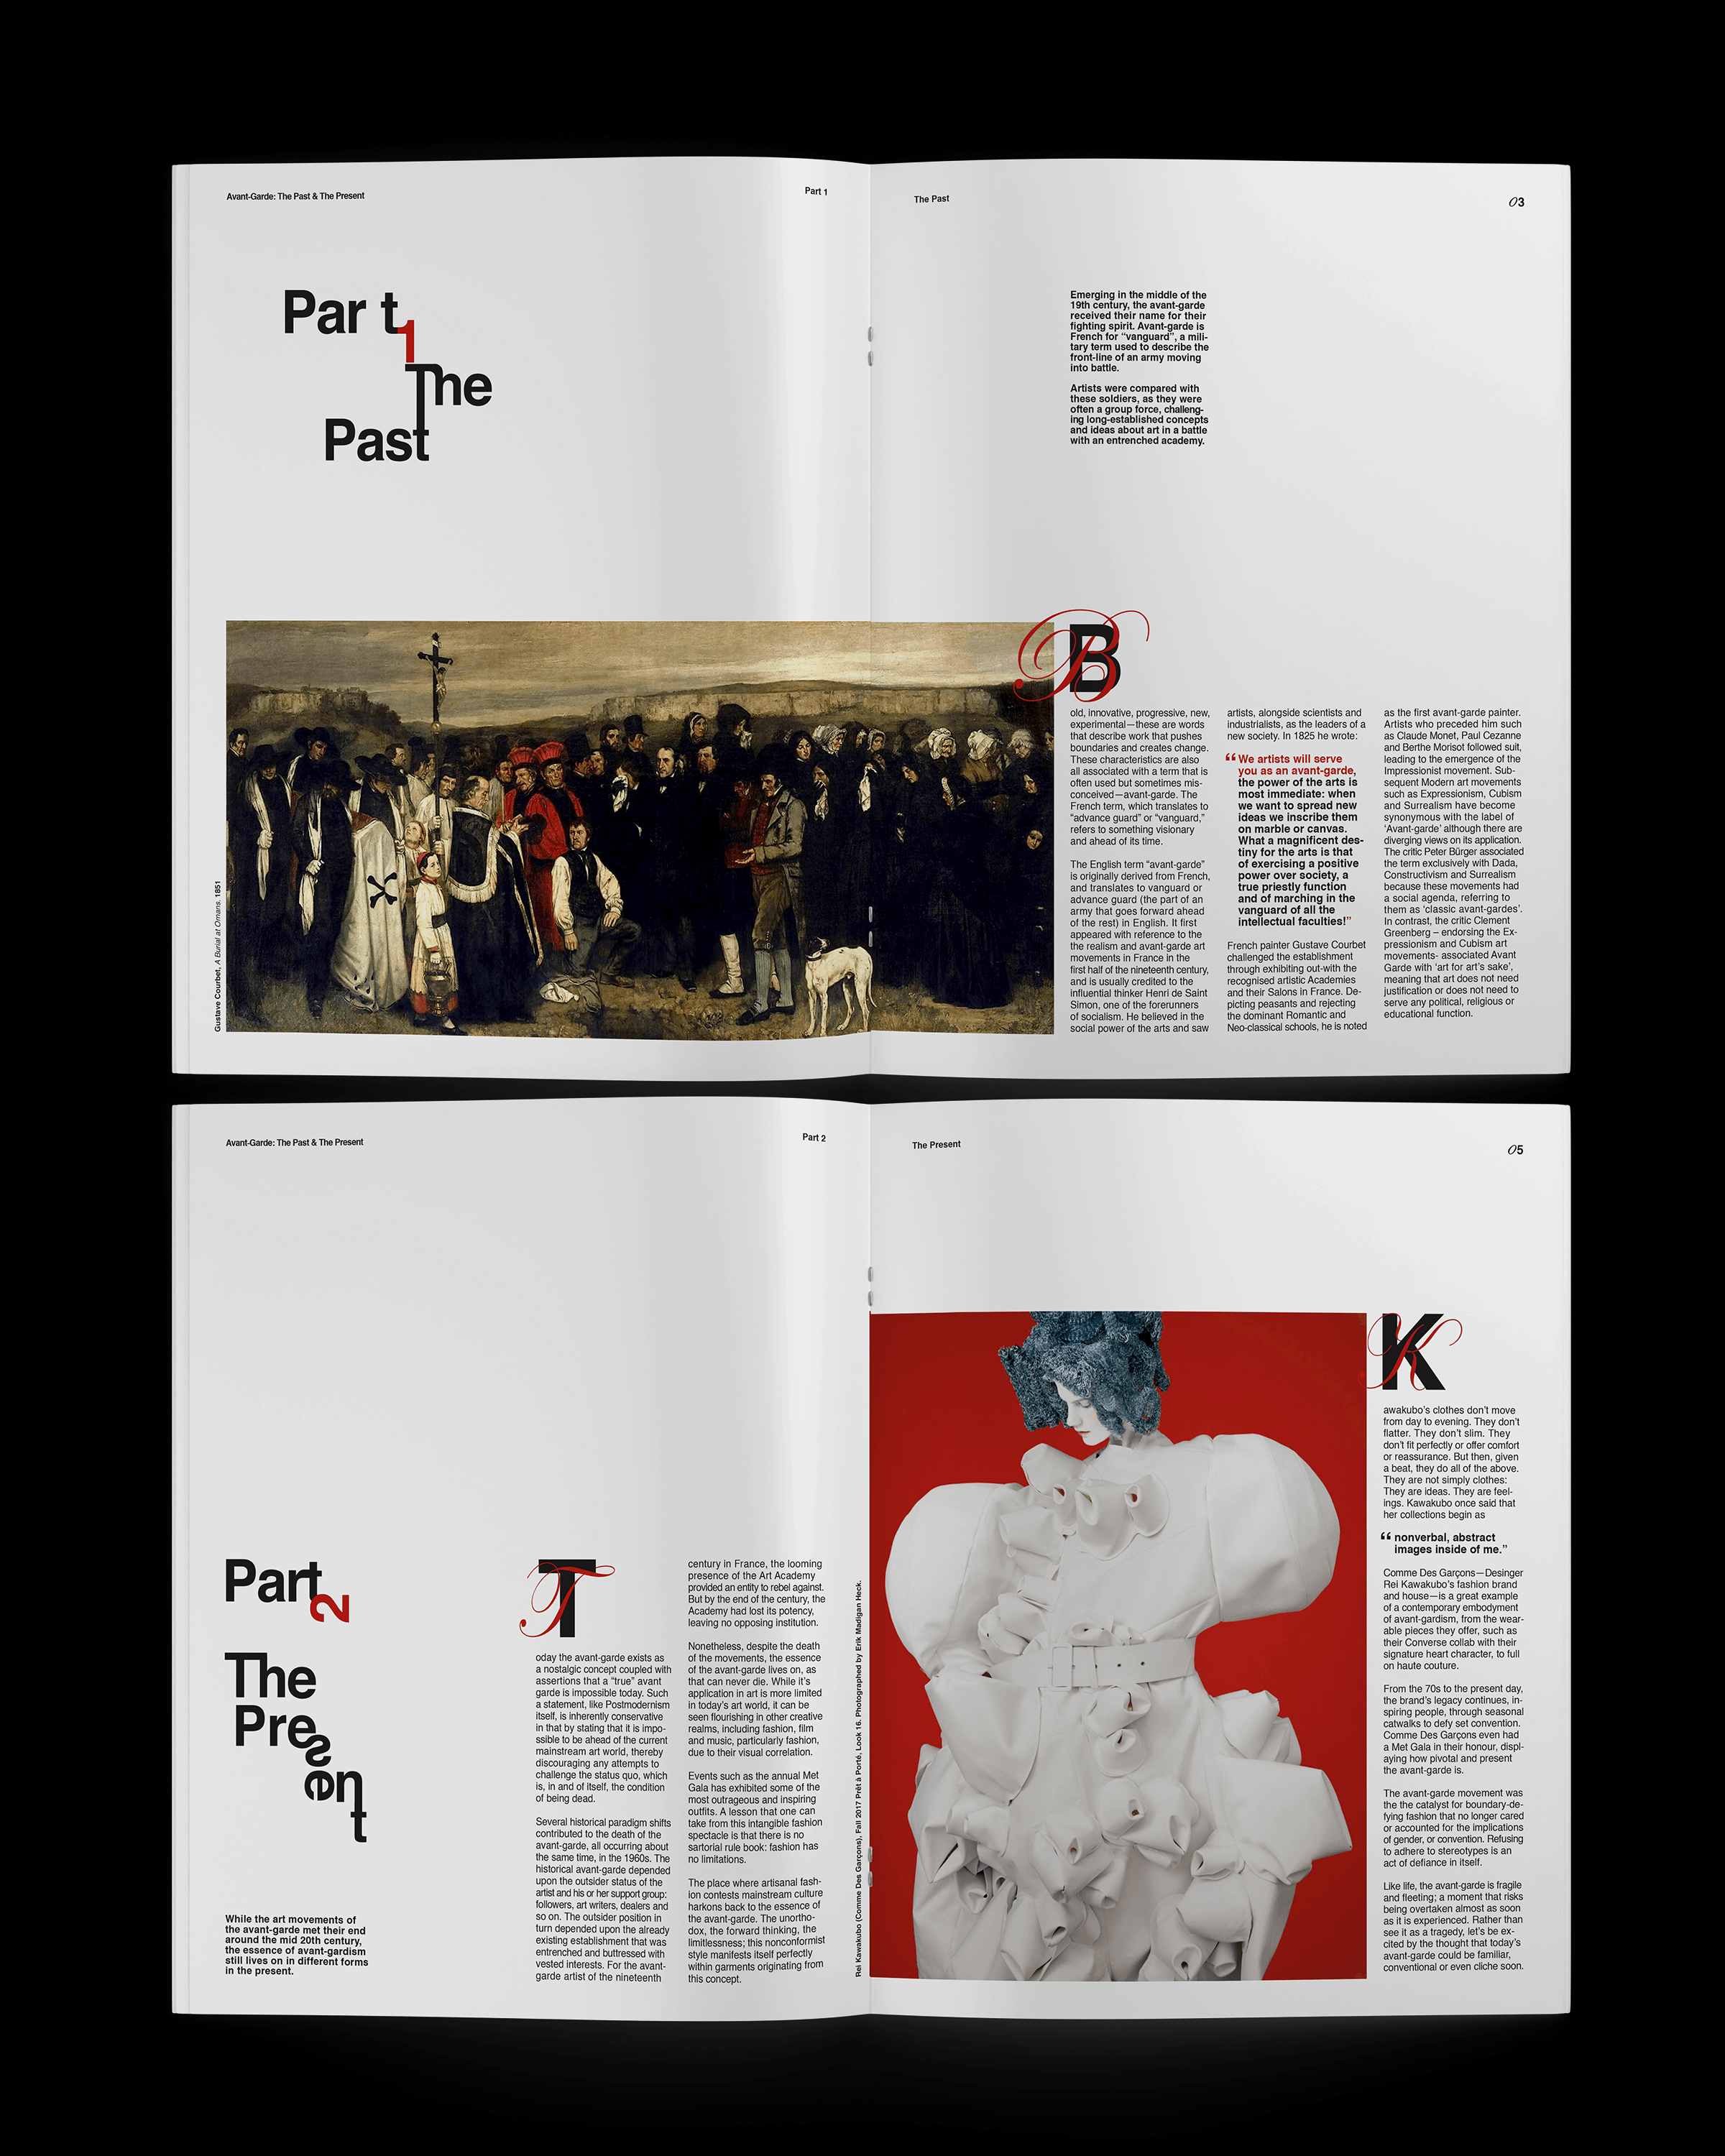 Avant-Garde: The Past & The Present
Part 1
The Past
03
Part
1
The
Past
Emerging in the middle of the
19th century, the avant-garde
received their name for their
fighting spirit. Avant-garde is
French for “vanguard”, a mili-
tary term used to describe the
front-line of an army moving
into battle.
Artists were compared with
these soldiers, as they were
often a group force, challeng-
ing long-established concepts
and ideas about art in a battle
with an entrenched academy.
Gustave Courbet, A Burial at Ornans. 1851
B
old, innovative, progressive, new,
experimental—these are words
that describe work that pushes
boundaries and creates change.
These characteristics are also
all associated with a term that is
often used but sometimes mis-
conceived—avant-garde. The
French term, which translates to
“advance guard” or “vanguard,”
refers to something visionary
and ahead of its time.
The English term “avant-garde”
is originally derived from French,
and translates to vanguard or
advance guard (the part of an
army that goes forward ahead
of the rest) in English. It first
appeared with reference to the
the realism and avant-garde art
movements in France in the
first half of the nineteenth century,
and is usually credited to the
influential thinker Henri de Saint
Simon, one of the forerunners
of socialism. He believed in the
social power of the arts and saw
artists, alongside scientists and
industrialists, as the leaders of a
new society. In 1825 he wrote:
“We artists will serve
you as an avant-garde,
the power of the arts is
most immediate: when
we want to spread new
ideas we inscribe them
on marble or canvas.
What a magnificent des-
tiny for the arts is that
of exercising a positive
power over society, a
true priestly function
and of marching in the
vanguard of all the
intellectual faculties!”
French painter Gustave Courbet
challenged the establishment
through exhibiting out-with the
recognised artistic Academies
and their Salons in France. De-
picting peasants and rejecting
the dominant Romantic and
Neo-classical schools, he is noted
as the first avant-garde painter.
Artists who preceded him such
as Claude Monet, Paul Cezanne
and Berthe Morisot followed suit,
leading to the emergence of the
Impressionist movement. Sub-
sequent Modern art movements
such as Expressionism, Cubism
and Surrealism have become
synonymous with the label of
‘Avant-garde’ although there are
diverging views on its application.
The critic Peter Bürger associated
the term exclusively with Dada,
Constructivism and Surrealism
because these movements had
a social agenda, referring to
them as ‘classic avant-gardes’.
In contrast, the critic Clement
Greenberg – endorsing the Ex-
pressionism and Cubism art
movements- associated Avant
Garde with ‘art for art’s sake’,
meaning that art does not need
justification or does not need to
serve any political, religious or
educational function.
Avant-Garde: The Past & The Present
Part 2
The Present
05
Part
2
The
Present
While the art movements of
the avant-garde met their end
around the mid 20th century,
the essence of avant-gardism
still lives on in different forms
in the present.
T
oday the avant-garde exists as
a nostalgic concept coupled with
assertions that a “true” avant
garde is impossible today. Such
a statement, like Postmodernism
itself, is inherently conservative
in that by stating that it is impo-
ssible to be ahead of the current
mainstream art world, thereby
discouraging any attempts to
challenge the status quo, which
is, in and of itself, the condition
of being dead.
Several historical paradigm shifts
contributed to the death of the
avant-garde, all occurring about
the same time, in the 1960s. The
historical avant-garde depended
upon the outsider status of the
artist and his or her support group:
followers, art writers, dealers and
so on. The outsider position in
turn depended upon the already
existing establishment that was
entrenched and buttressed with
vested interests. For the avant-
garde artist of the nineteenth
century in France, the looming
presence of the Art Academy
provided an entity to rebel against.
But by the end of the century, the
Academy had lost its potency,
leaving no opposing institution.
Nonetheless, despite the death
of the movements, the essence
of the avant-garde lives on, as
that can never die. While it’s
application in art is more limited
in today’s art world, it can be
seen flourishing in other creative
realms, including fashion, film
and music, particularly fashion,
due to their visual correlation.
Events such as the annual Met
Gala has exhibited some of the
most outrageous and inspiring
outfits. A lesson that one can
take from this intangible fashion
spectacle is that there is no
sartorial rule book: fashion has
no limitations.
The place where artisanal fash-
ion contests mainstream culture
harkons back to the essence of
the avant-garde. The unortho-
dox, the forward thinking, the
limitlessness; this nonconformist
style manifests itself perfectly
within garments originating from
this concept.
Rei Kawakubo (Comme Des Garçons), Fall 2017 Prêt à Porté, Look 16. Photographed by Erik Madigan Heck.
K
awakubo’s clothes don’t move
from day to evening. They don’t
flatter. They don’t slim. They
don’t fit perfectly or offer comfort
or reassurance. But then, given
a beat, they do all of the above.
They are not simply clothes:
They are ideas. They are feel-
ings. Kawakubo once said that
her collections begin as
“nonverbal, abstract
images inside of me.”
Comme Des Garçons—Desinger
Rei Kawakubo’s fashion brand
and house—is a great example
of a contemporary embodyment
of avant-gardism, from the wear-
able pieces they offer, such as
their Converse collab with their
signature heart character, to full
on haute couture.
From the 70s to the present day,
the brand’s legacy continues, in-
spiring people, through seasonal
catwalks to defy set convention.
Comme Des Garçons even had
a Met Gala in their honour, displ-
aying how pivotal and present
the avant-garde is.
The avant-garde movement was
the the catalyst for boundary-de-
fying fashion that no longer cared
or accounted for the implications
of gender, or convention. Refusing
to adhere to stereotypes is an
act of defiance in itself.
Like life, the avant-garde is fragile
and fleeting; a moment that risks
being overtaken almost as soon
as it is experienced. Rather than
see it as a tragedy, let’s be ex-
cited by the thought that today’s
avant-garde could be familiar,
conventional or even cliche soon.